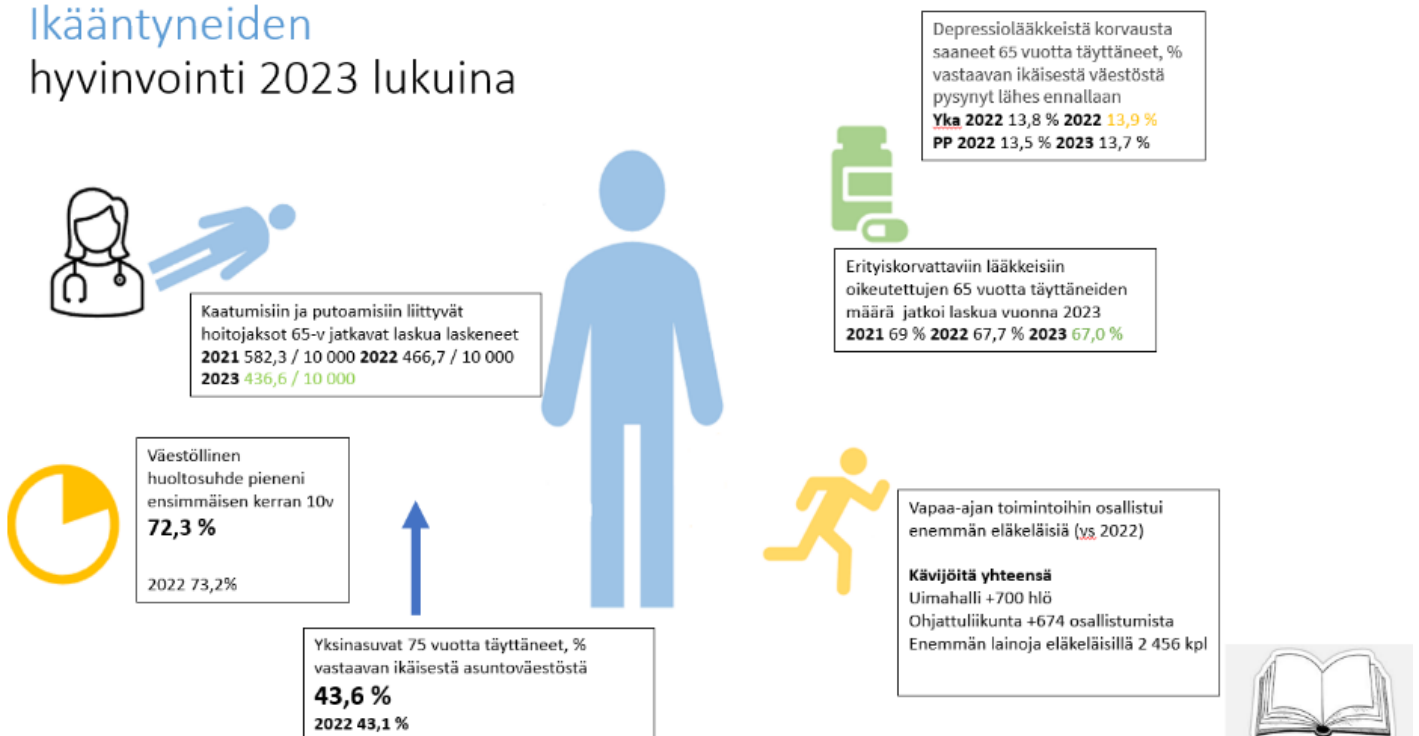 Ikääntyneiden
hyvinvointi 2023 lukuina
Depressiolääkkeistä korvausta
saaneet 65 vuotta täyttäneet, %
vastaavan ikäisestä väestöstä
pysynyt lähes ennallaan
Yka 2022 13,8 % 2022 13,9 %
PP 2022 13,5 % 2023 13,7 %
Kaatumisiin ja putoamisiin liittyvät
hoitojaksot 65-v jatkavat laskua laskeneet
2021 582,3 / 10 000 2022 466,7 / 10 000
2023 436,6 / 10 000
Erityiskorvattaviin lääkkeisiin
oikeutettujen 65 vuotta täyttäneiden
määrä jatkoi laskua vuonna 2023
2021 69 % 2022 67,7 % 2023 67,0 %
Väestöllinen
huoltosuhde pieneni
ensimmäisen kerran 10v
72,3 %
2022 73,2%
Vapaa-ajan toimintoihin osallistui
enemmän eläkeläisiä (vs 2022)
Kävijöitä yhteensä
Uimahalli +700 hlö
Ohjattuliikunta +674 osallistumista
Enemmän lainoja eläkeläisillä 2 456 kpl
Yksinasuvat 75 vuotta täyttäneet, %
vastaavan ikäisestä asuntoväestöstä
43,6 %
2022 43,1 %